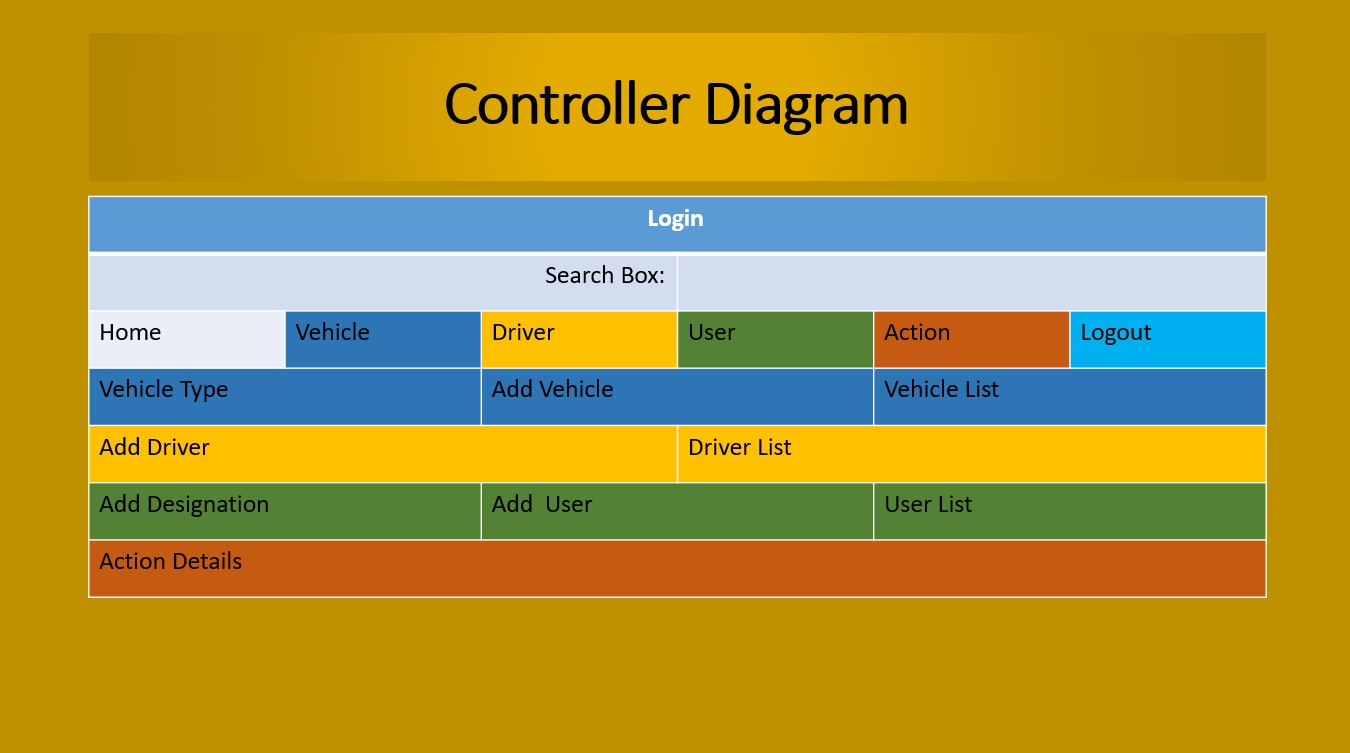 Controller Diagram
Login
Search Box:
Home Vehicle Driver User Action Logout
Vehicle Type Add Vehicle Vehicle List
Add Driver Driver List
Add Designation Add  User User List
Action Details